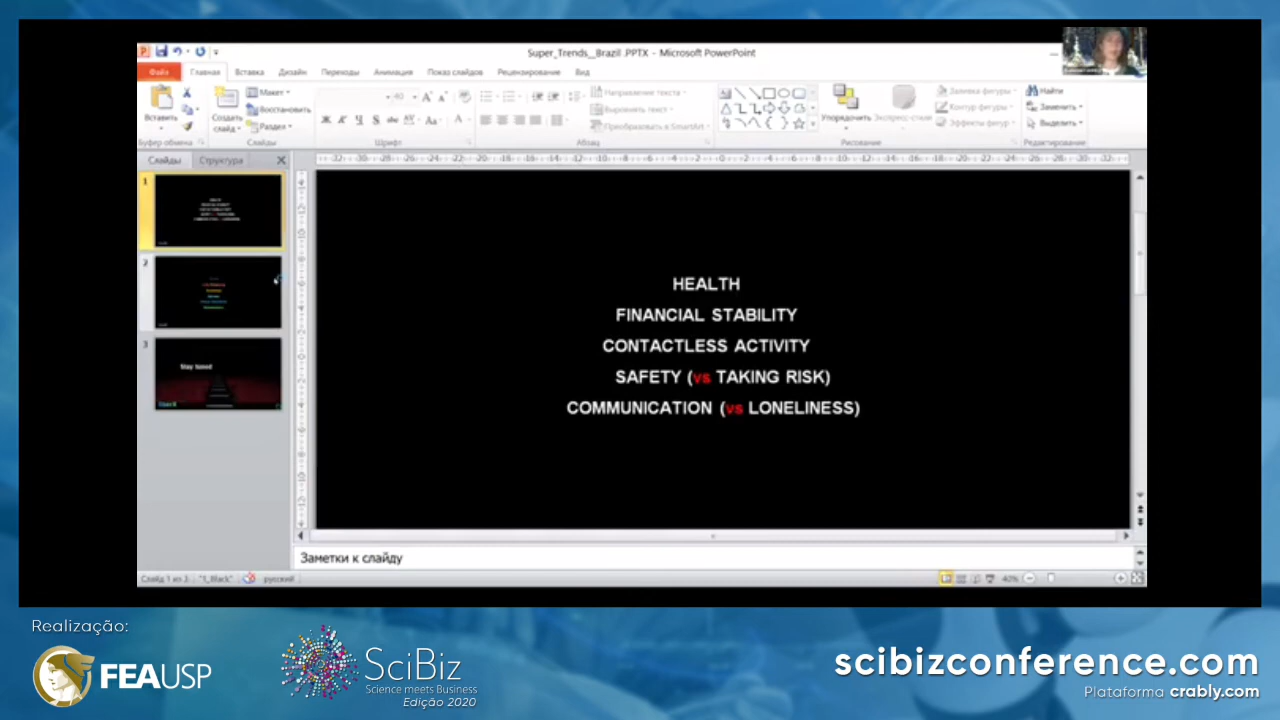 Super_Trends__Brazil .PPTX - Microsoft PowerPoint
Файл Главная Вставка Дизайн Переходы Анимация Показ слайдов Рецензирование Вид
Вставить
Создать слайд
Макет
Восстановить
Раздел
Направление текста
Выровнять текст
Преобразовать в SmartArt
Упорядочить
Экспресс-стили
Заливка фигуры
Контур фигуры
Эффекты фигур
Найти
Заменить
Выделить
Буфер обмена Слайды Шрифт Абзац Рисование Редактирование
Слайды Структура
1
2
3
Stay tuned
HEALTH
FINANCIAL STABILITY
CONTACTLESS ACTIVITY
SAFETY (vs TAKING RISK)
COMMUNICATION (vs LONELINESS)
Заметки к слайду
Слайд 1 из 3 "1_Black" русский 40%
Realização:
FEAUSP
SciBiz
Science meets Business
Edição 2020
scibizconference.com
Plataforma crably.com